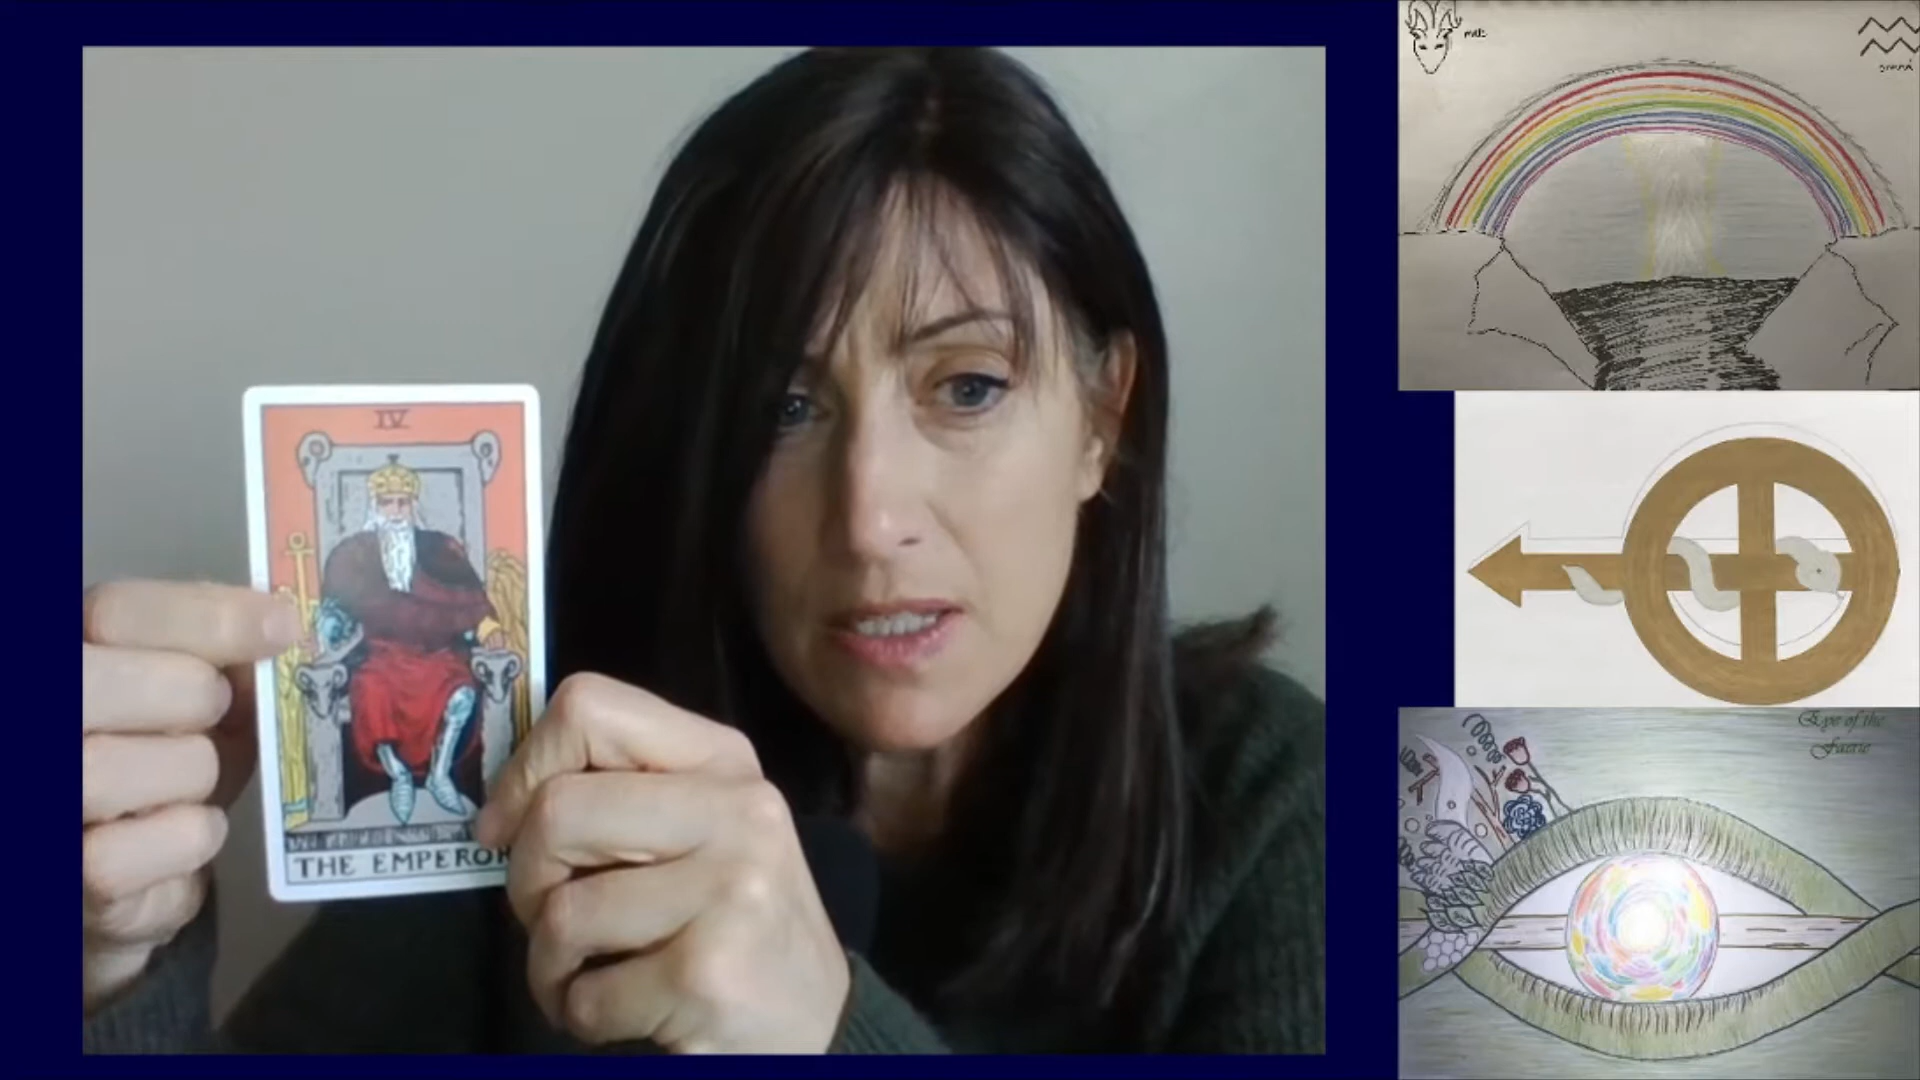 IV
THE EMPEROR
Eye of the
Faerie